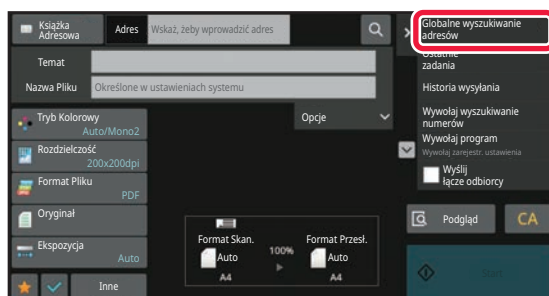 Książka
Adresowa
Adres
Wskaż, żeby wprowadzić adres
Temat
Nazwa Pliku
Określone w ustawieniach systemu
Tryb Kolorowy
Auto/Mono2
Rozdzielczość
200x200dpi
Format Pliku
PDF
Oryginał
Ekspozycja
Auto
Inne
Opcje
Format Skan.
Auto
A4
100%
Format Przesł.
Auto
A4
Globalne wyszukiwanie
adresów
Ostatnie
zadania
Historia wysyłania
Wywołaj wyszukiwanie
numerów
Wywołaj program
Wywołaj zarejestr. ustawienia
Wyślij
łącze odbiorcy
Podgląd
CA
Start